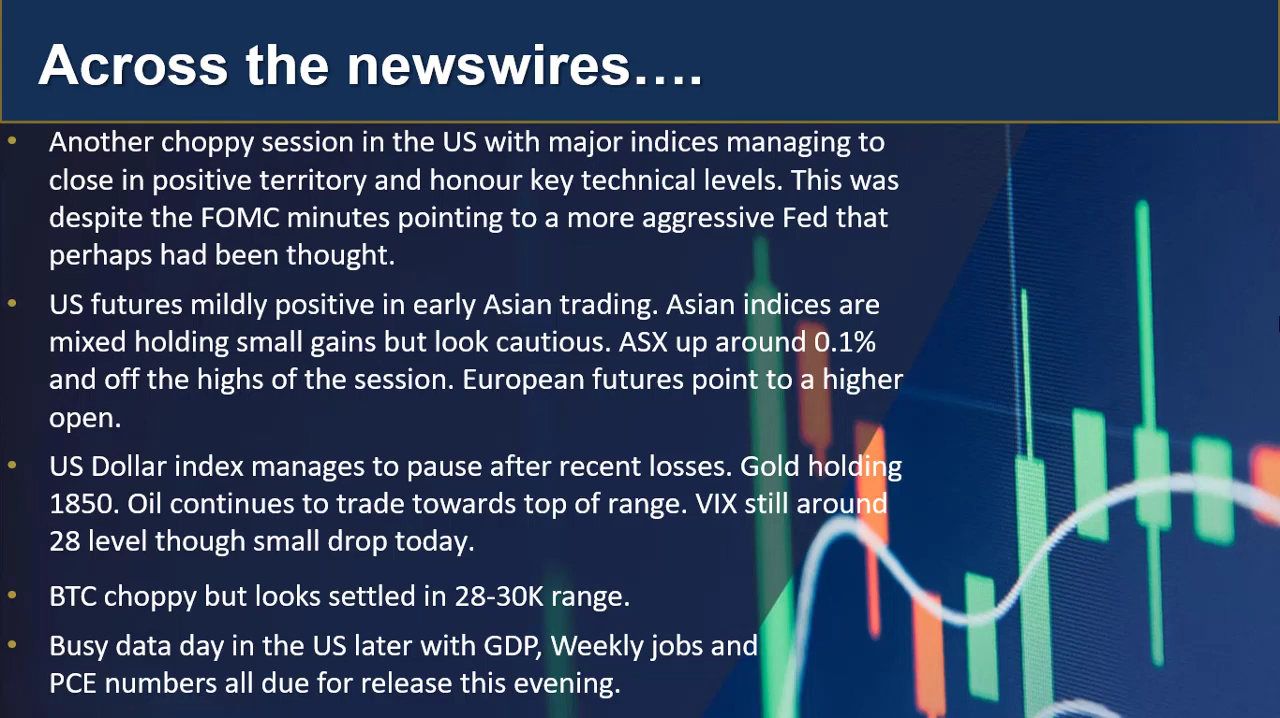 Across the newswires….
• Another choppy session in the US with major indices managing to
close in positive territory and honour key technical levels. This was
despite the FOMC minutes pointing to a more aggressive Fed that
perhaps had been thought.
• US futures mildly positive in early Asian trading. Asian indices are
mixed holding small gains but look cautious. ASX up around 0.1%
and off the highs of the session. European futures point to a higher
open.
• US Dollar index manages to pause after recent losses. Gold holding
1850. Oil continues to trade towards top of range. VIX still around
28 level though small drop today.
• BTC choppy but looks settled in 28-30K range.
• Busy data day in the US later with GDP, Weekly jobs and
PCE numbers all due for release this evening.